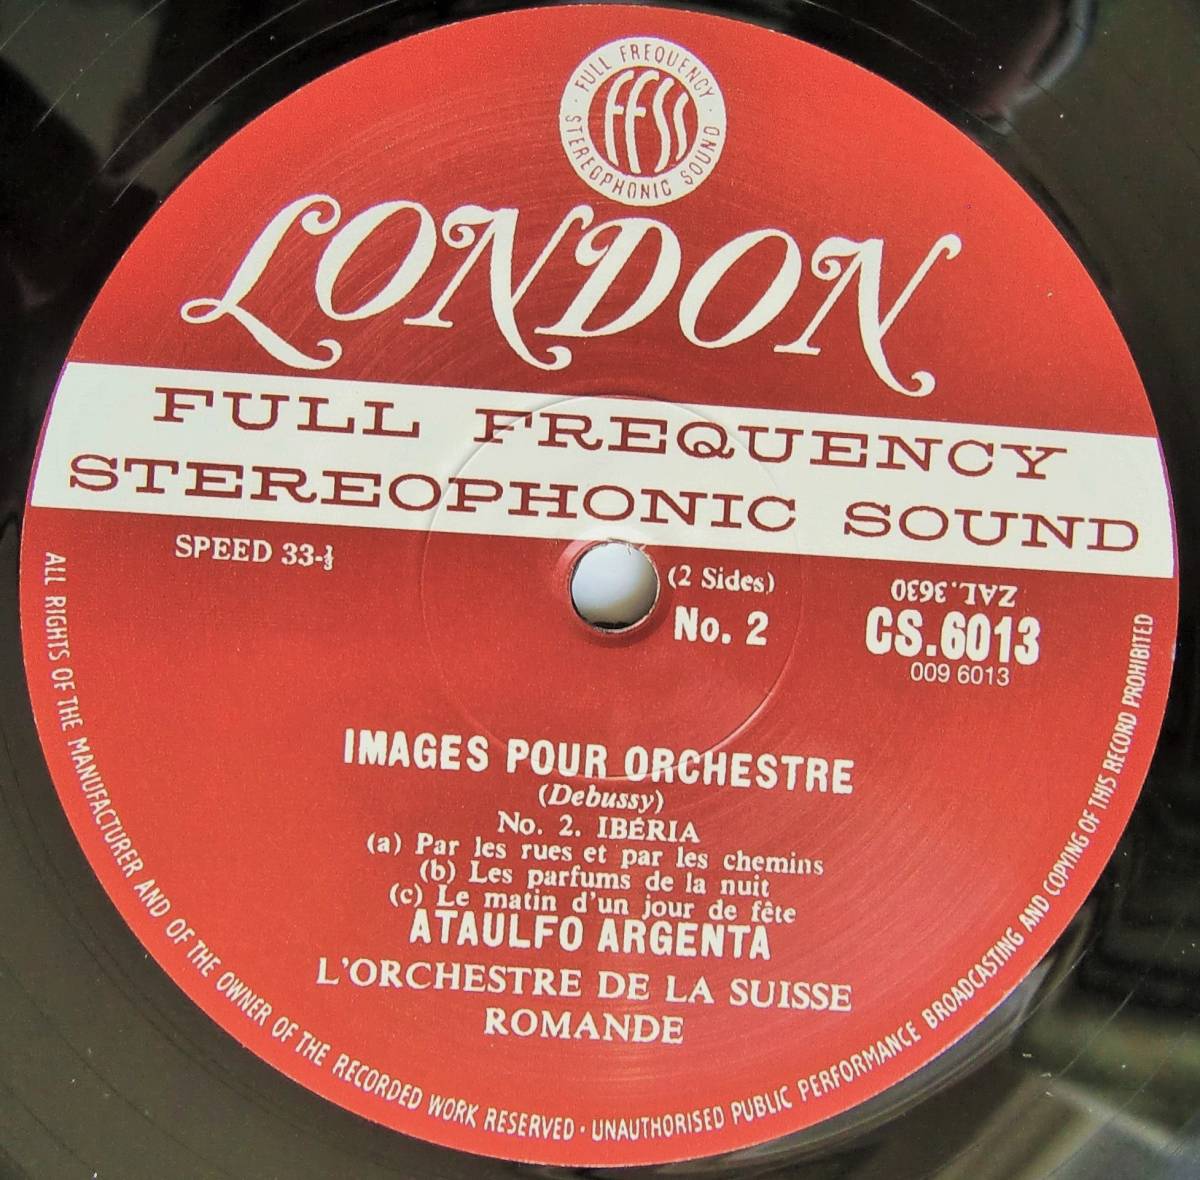 FULL FREQUENCY
FFSS
STEREOPHONIC SOUND
LONDON
FULL FREQUENCY
STEREOPHONIC SOUND
SPEED 33-⅓
(2 Sides)
No. 2
ZAL.3630
CS.6013
009 6013
IMAGES POUR ORCHESTRE
(Debussy)
No. 2. IBÉRIA
(a) Par les rues et par les chemins
(b) Les parfums de la nuit
(c) Le matin d'un jour de fête
ATAULFO ARGENTA
L'ORCHESTRE DE LA SUISSE
ROMANDE
ALL RIGHTS OF THE MANUFACTURER AND OF THE OWNER OF THE RECORDED WORK RESERVED · UNAUTHORISED PUBLIC PERFORMANCE BROADCASTING AND COPYING OF THIS RECORD PROHIBITED